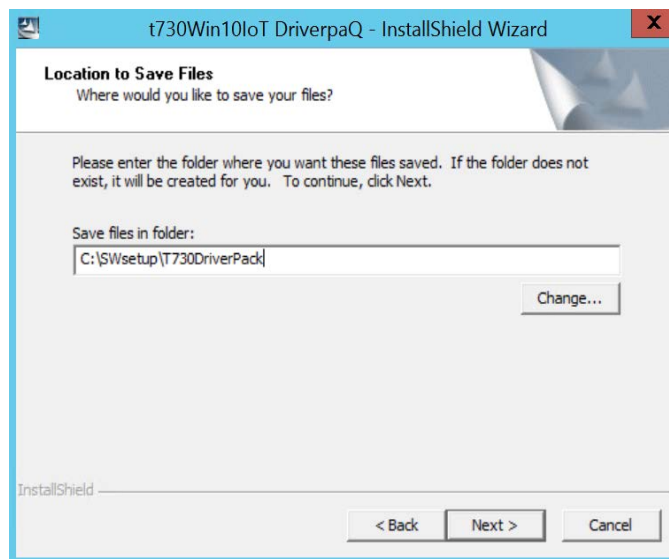 t730Win10IoT DriverpaQ - InstallShield Wizard
X
Location to Save Files
Where would you like to save your files?
Please enter the folder where you want these files saved.  If the folder does not
exist, it will be created for you.   To continue, click Next.
Save files in folder:
C:\SWsetup\T730DriverPack
Change...
InstallShield
< Back
Next >
Cancel